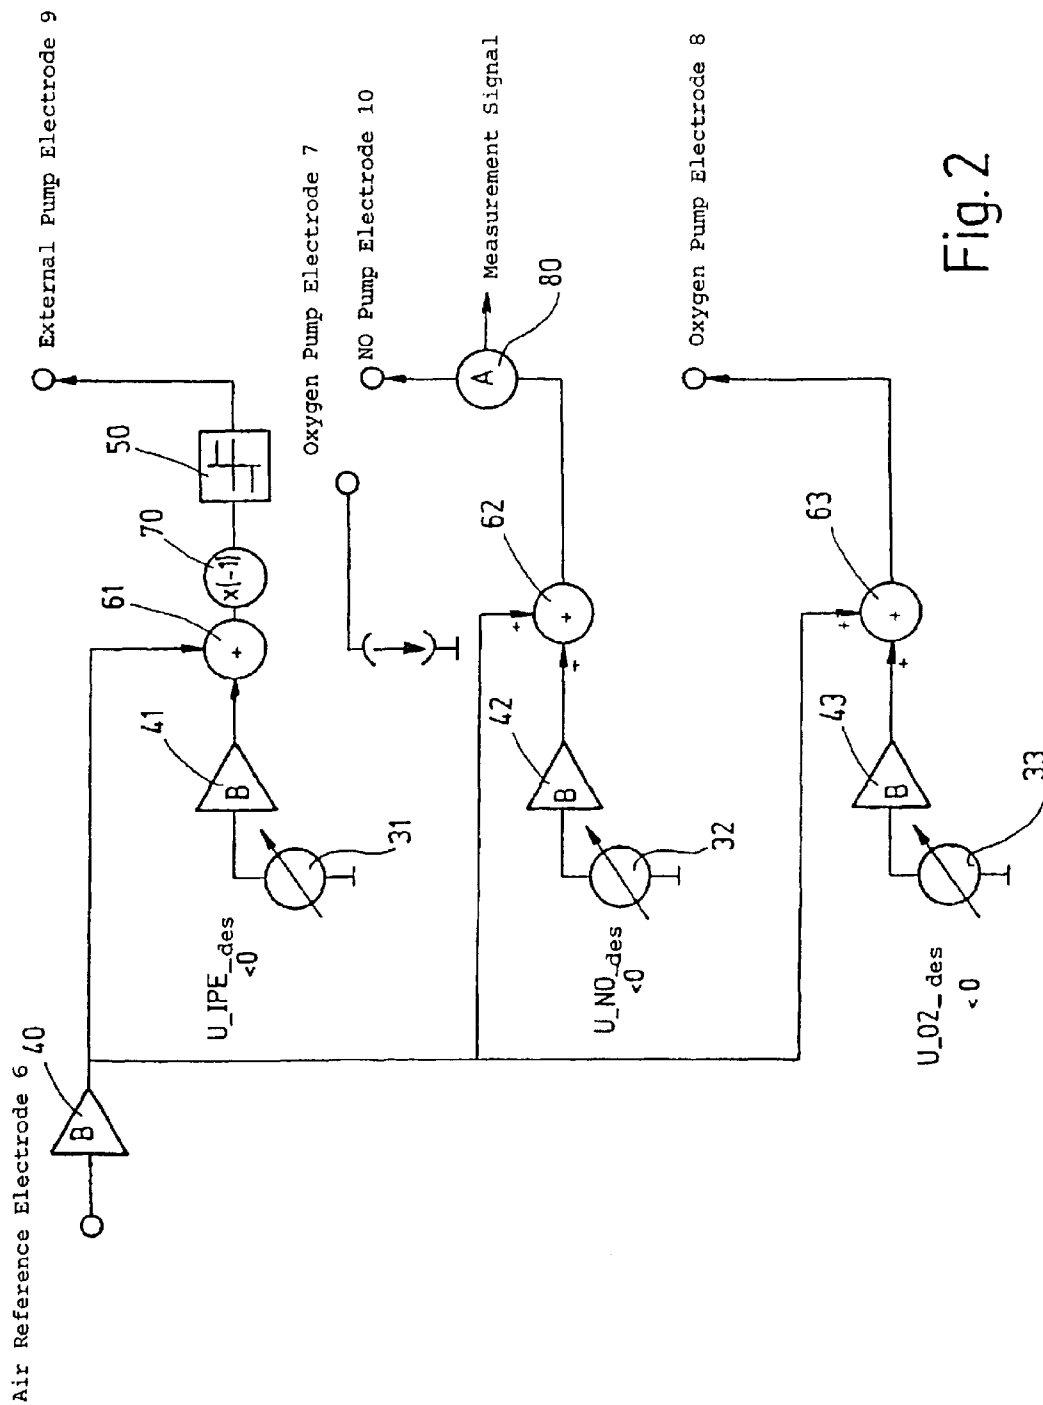 Air Reference Electrode 6
B
40
External Pump Electrode 9
50
70
x(-1)
61
+
41
B
31
U_IPE_des
<0
Oxygen Pump Electrode 7
NO Pump Electrode 10
Measurement Signal
A
80
62
+
+
+
42
B
32
U_NO_des
<0
Oxygen Pump Electrode 8
63
+
+
+
43
B
33
U_O2_des
<0
Fig. 2